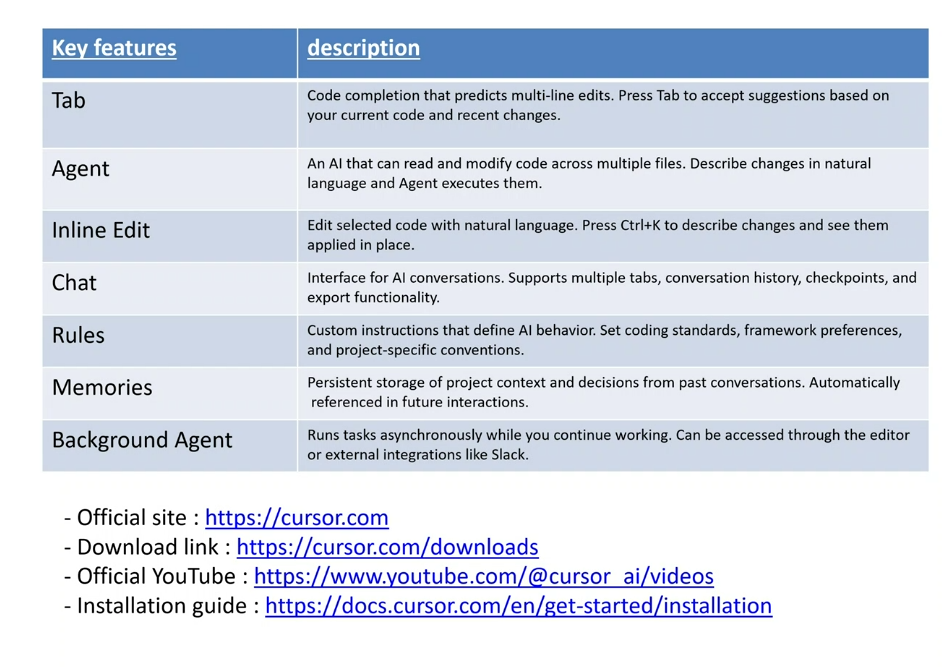 Key features
description
Tab
Code completion that predicts multi-line edits. Press Tab to accept suggestions based on
your current code and recent changes.
Agent
An AI that can read and modify code across multiple files. Describe changes in natural
language and Agent executes them.
Inline Edit
Edit selected code with natural language. Press Ctrl+K to describe changes and see them
applied in place.
Chat
Interface for AI conversations. Supports multiple tabs, conversation history, checkpoints, and
export functionality.
Rules
Custom instructions that define AI behavior. Set coding standards, framework preferences,
and project-specific conventions.
Memories
Persistent storage of project context and decisions from past conversations. Automatically
referenced in future interactions.
Background Agent
Runs tasks asynchronously while you continue working. Can be accessed through the editor
or external integrations like Slack.
- Official site : https://cursor.com
- Download link : https://cursor.com/downloads
- Official YouTube : https://www.youtube.com/@cursor_ai/videos
- Installation guide : https://docs.cursor.com/en/get-started/installation